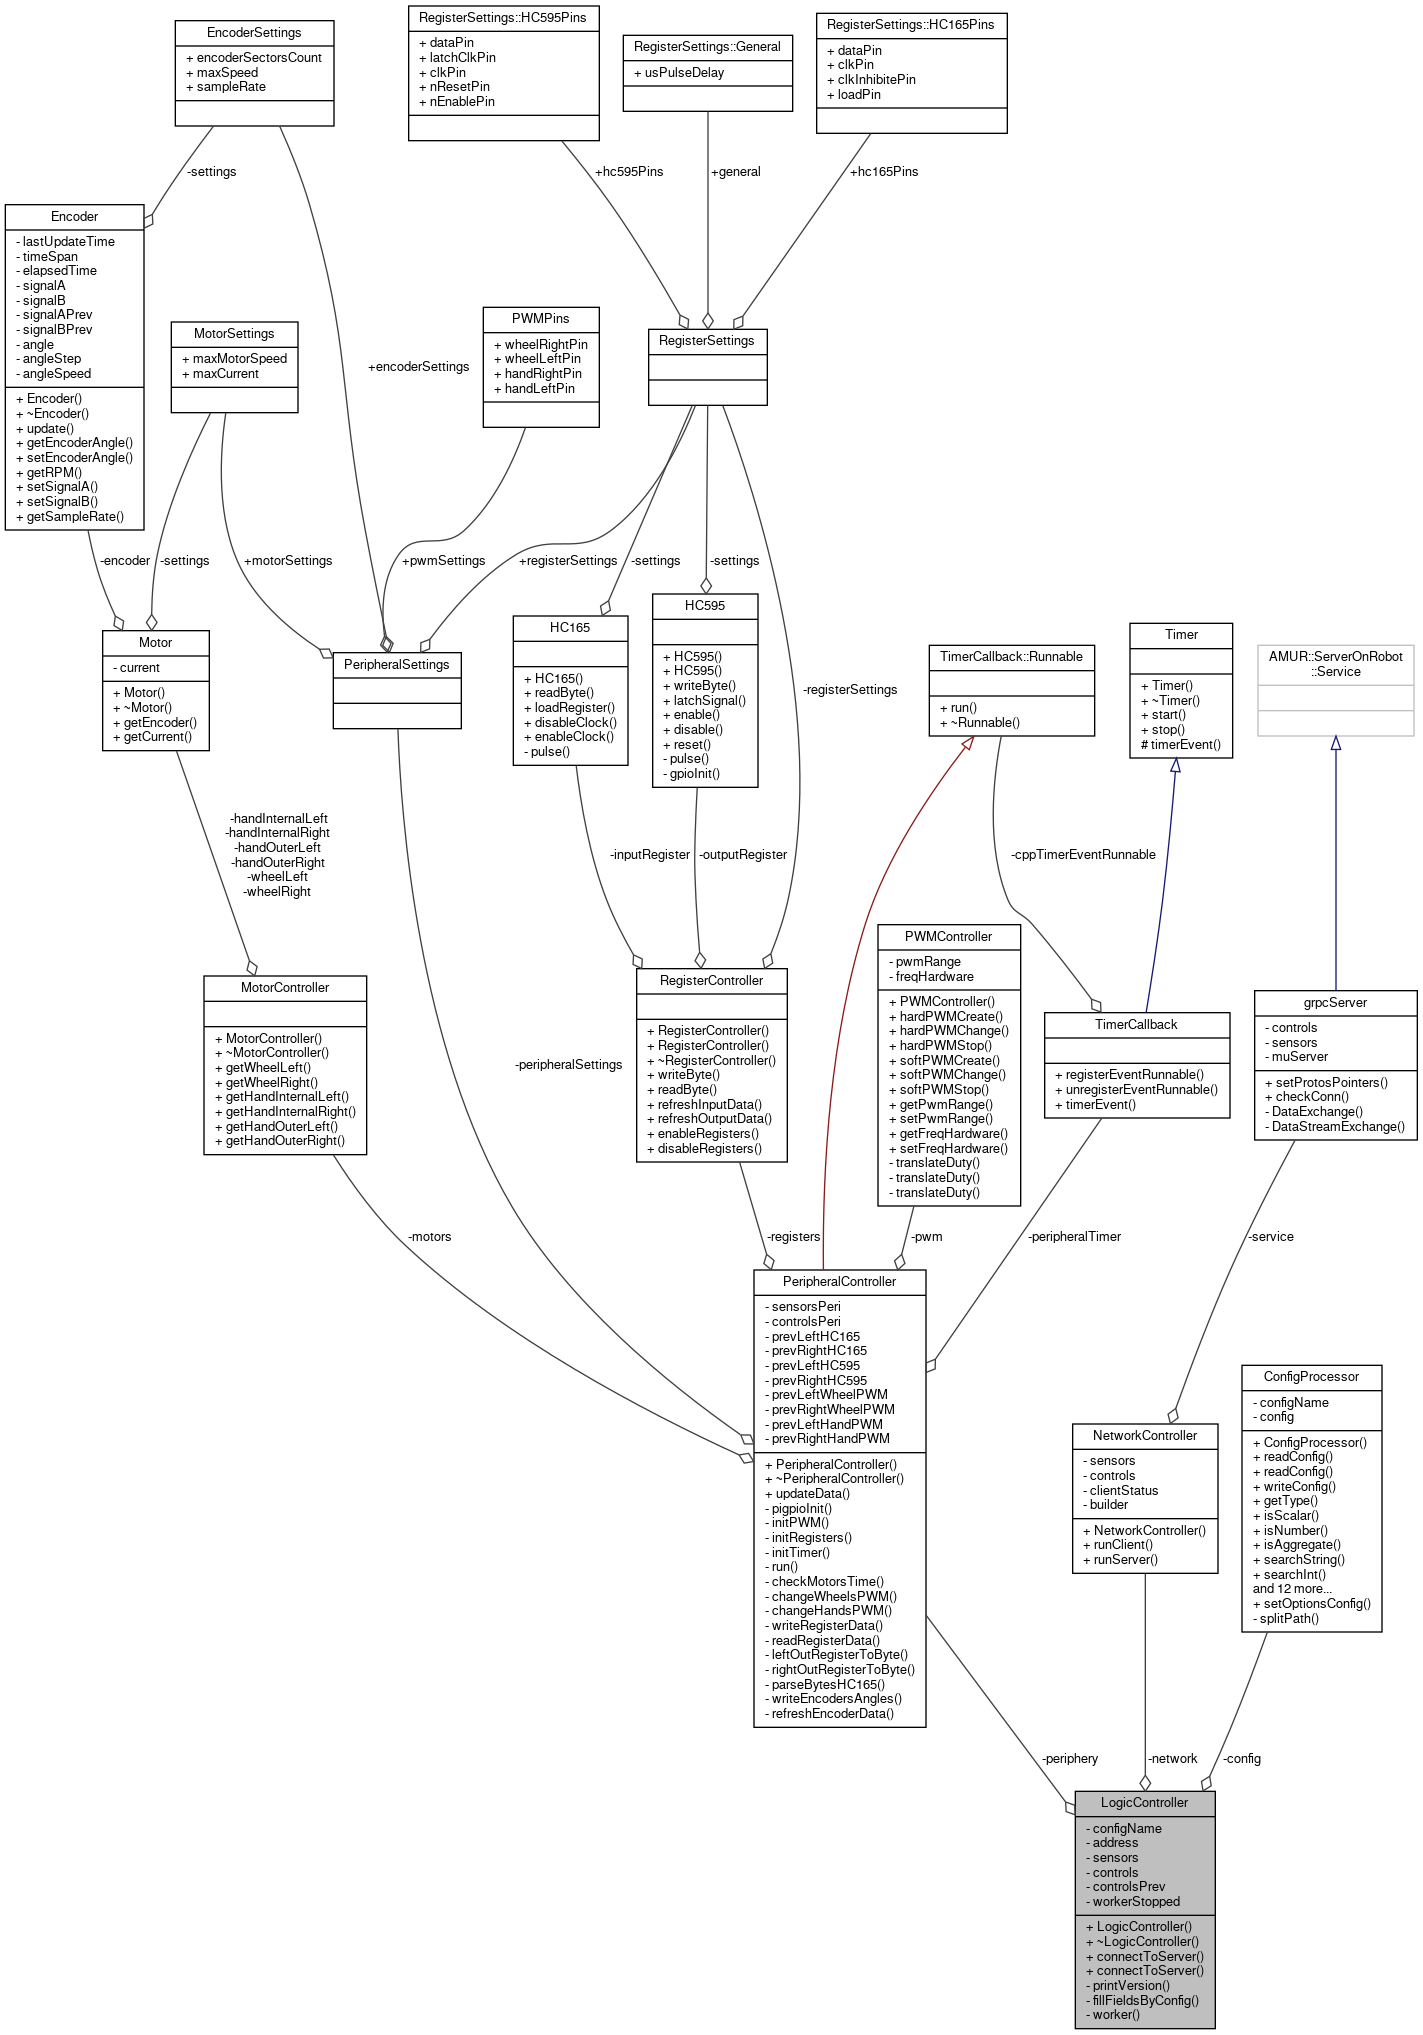 RegisterSettings::HC595Pins
+ dataPin
+ latchClkPin
+ clkPin
+ nResetPin
+ nEnablePin
RegisterSettings::HC165Pins
+ dataPin
+ clkPin
+ clkInhibitePin
+ loadPin
EncoderSettings
+ encoderSectorsCount
+ maxSpeed
+ sampleRate
RegisterSettings::General
+ usPulseDelay
-settings
+hc595Pins
+general
+hc165Pins
Encoder
- lastUpdateTime
- timeSpan
- elapsedTime
- signalA
- signalB
- signalAPrev
- signalBPrev
- angle
- angleStep
- angleSpeed
+ Encoder()
+ ~Encoder()
+ update()
+ getEncoderAngle()
+ setEncoderAngle()
+ getRPM()
+ setSignalA()
+ setSignalB()
+ getSampleRate()
MotorSettings
+ maxMotorSpeed
+ maxCurrent
+encoderSettings
PWMPins
+ wheelRightPin
+ wheelLeftPin
+ handRightPin
+ handLeftPin
RegisterSettings
-encoder
-settings
+motorSettings
+pwmSettings
+registerSettings
-settings
-settings
Motor
- current
+ Motor()
+ ~Motor()
+ getEncoder()
+ getCurrent()
PeripheralSettings
HC165
+ HC165()
+ readByte()
+ loadRegister()
+ disableClock()
+ enableClock()
- pulse()
HC595
+ HC595()
+ HC595()
+ writeByte()
+ latchSignal()
+ enable()
+ disable()
+ reset()
- pulse()
- gpioInit()
-registerSettings
TimerCallback::Runnable
+ run()
+ ~Runnable()
Timer
+ Timer()
+ ~Timer()
+ start()
+ stop()
# timerEvent()
AMUR::ServerOnRobot
::Service
-handInternalLeft
-handInternalRight
-handOuterLeft
-handOuterRight
-wheelLeft
-wheelRight
-inputRegister
-outputRegister
-cppTimerEventRunnable
MotorController
+ MotorController()
+ ~MotorController()
+ getWheelLeft()
+ getWheelRight()
+ getHandInternalLeft()
+ getHandInternalRight()
+ getHandOuterLeft()
+ getHandOuterRight()
-peripheralSettings
RegisterController
+ RegisterController()
+ RegisterController()
+ ~RegisterController()
+ writeByte()
+ readByte()
+ refreshInputData()
+ refreshOutputData()
+ enableRegisters()
+ disableRegisters()
PWMController
- pwmRange
- freqHardware
+ PWMController()
+ hardPWMCreate()
+ hardPWMChange()
+ hardPWMStop()
+ softPWMCreate()
+ softPWMChange()
+ softPWMStop()
+ getPwmRange()
+ setPwmRange()
+ getFreqHardware()
+ setFreqHardware()
- translateDuty()
- translateDuty()
- translateDuty()
TimerCallback
+ registerEventRunnable()
+ unregisterEventRunnable()
+ timerEvent()
grpcServer
- controls
- sensors
- muServer
+ setProtosPointers()
+ checkConn()
- DataExchange()
- DataStreamExchange()
-motors
-registers
-pwm
-peripheralTimer
-service
PeripheralController
- sensorsPeri
- controlsPeri
- prevLeftHC165
- prevRightHC165
- prevLeftHC595
- prevRightHC595
- prevLeftWheelPWM
- prevRightWheelPWM
- prevLeftHandPWM
- prevRightHandPWM
+ PeripheralController()
+ ~PeripheralController()
+ updateData()
- pigpioInit()
- initPWM()
- initRegisters()
- initTimer()
- run()
- checkMotorsTime()
- changeWheelsPWM()
- changeHandsPWM()
- writeRegisterData()
- readRegisterData()
- leftOutRegisterToByte()
- rightOutRegisterToByte()
- parseBytesHC165()
- writeEncodersAngles()
- refreshEncoderData()
NetworkController
- sensors
- controls
- clientStatus
- builder
+ NetworkController()
+ runClient()
+ runServer()
ConfigProcessor
- configName
- config
+ ConfigProcessor()
+ readConfig()
+ readConfig()
+ writeConfig()
+ getType()
+ isScalar()
+ isNumber()
+ isAggregate()
+ searchString()
+ searchInt()
and 12 more...
+ setOptionsConfig()
- splitPath()
-periphery
-network
-config
LogicController
- configName
- address
- sensors
- controls
- controlsPrev
- workerStopped
+ LogicController()
+ ~LogicController()
+ connectToServer()
+ connectToServer()
- printVersion()
- fillFieldsByConfig()
- worker()